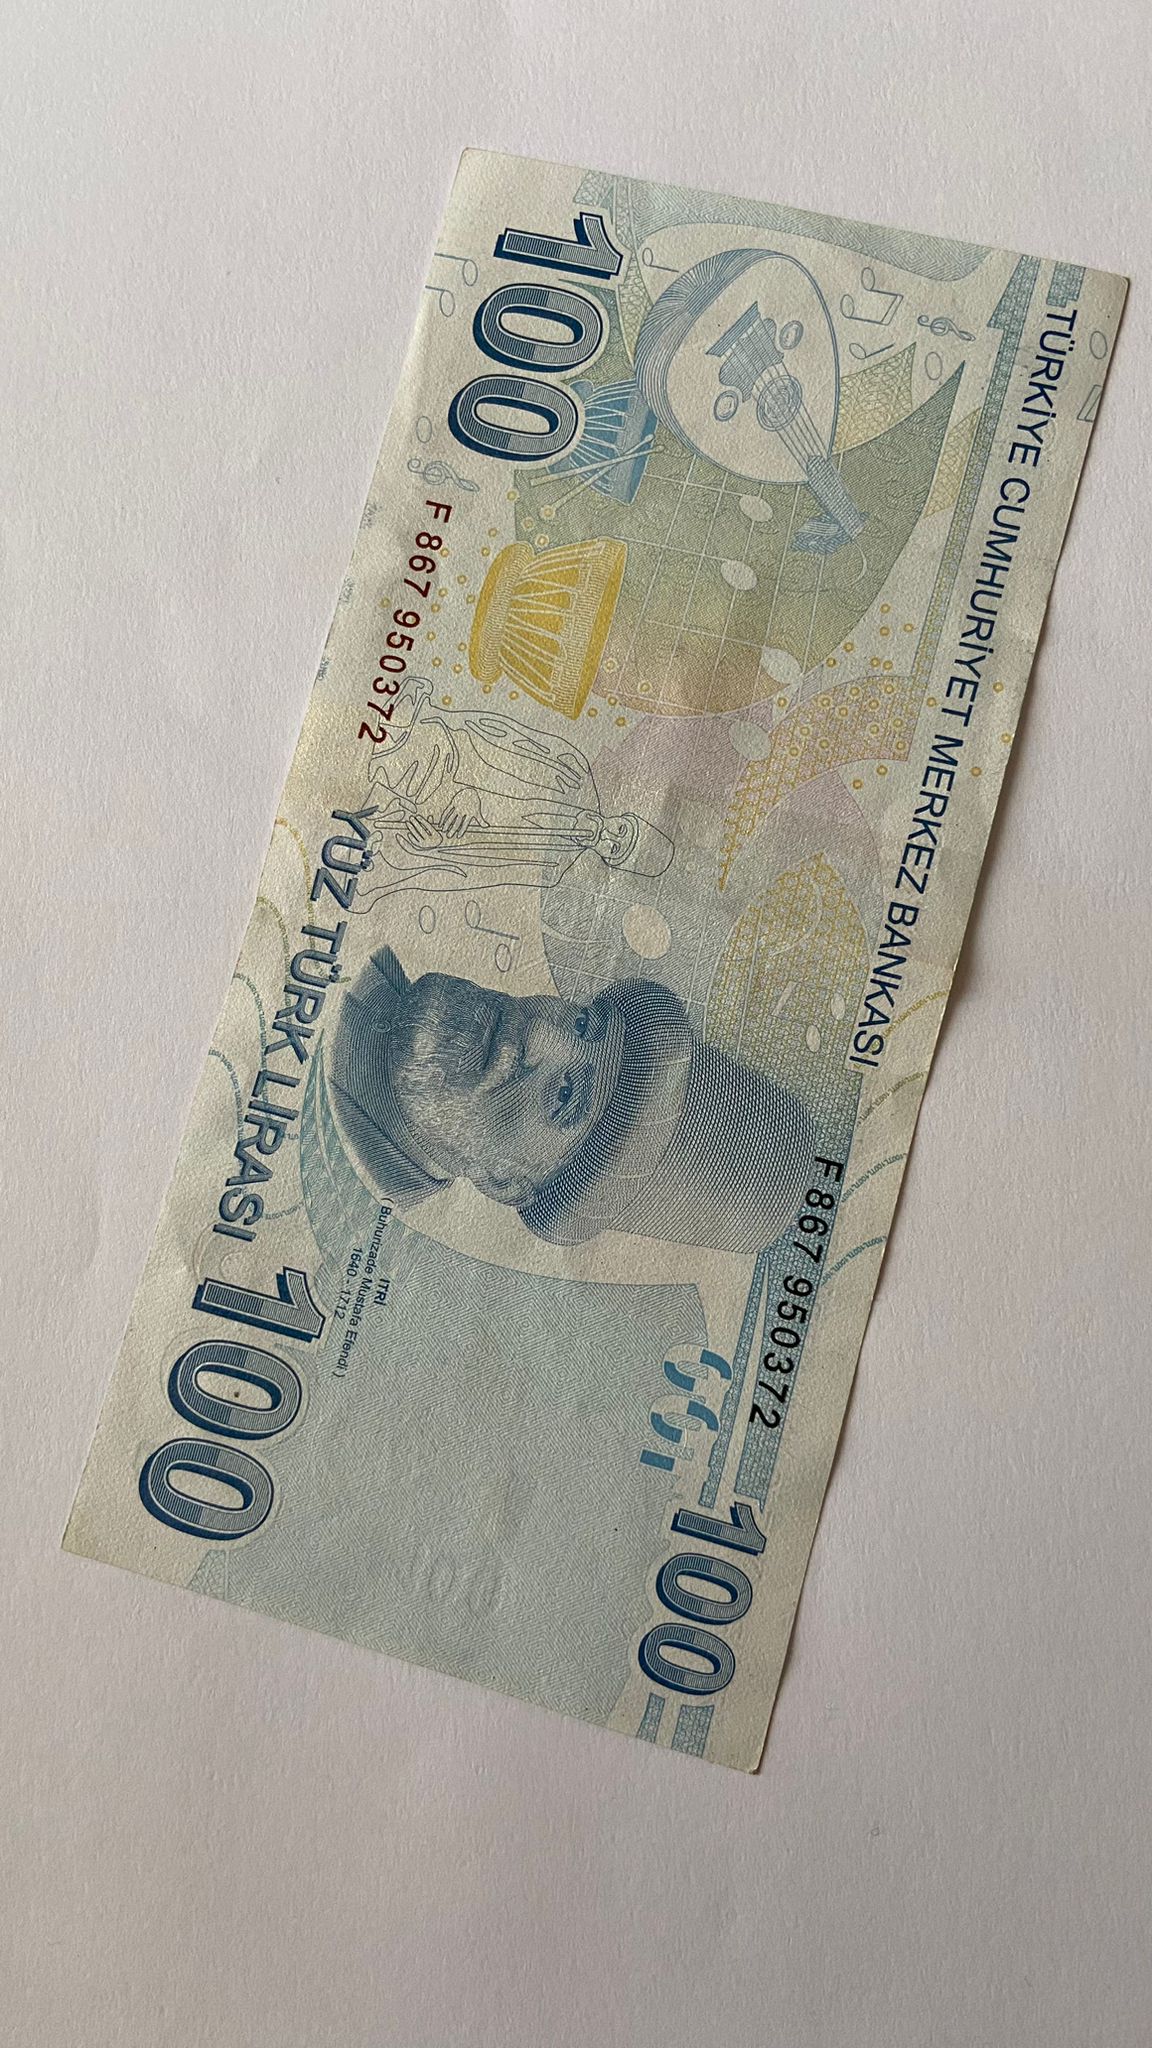 TÜRKİYE CUMHURİYET MERKEZ BANKASI
F 867 950372
100
100
F 867 950372
YÜZ TÜRK LİRASI
100
ITRİ
( Buhurizade Mustafa Efendi )
1640 - 1712